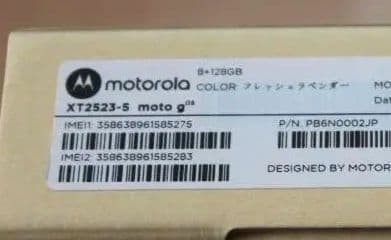 8+128GB
motorola COLOR フレッシュラベンダー MO
XT2523-5 moto g05 Dat
IMEI1: 358638961585275 P/N. PB6N0002JP
IMEI2: 358638961585283
DESIGNED BY MOTOR